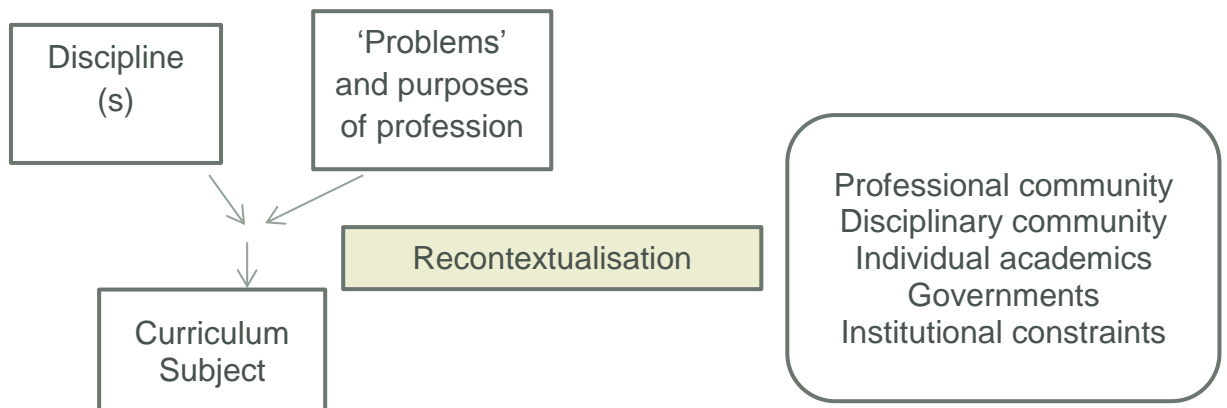 Discipline
(s)
‘Problems’
and purposes
of profession
Recontextualisation
Professional community
Disciplinary community
Individual academics
Governments
Institutional constraints
Curriculum
Subject